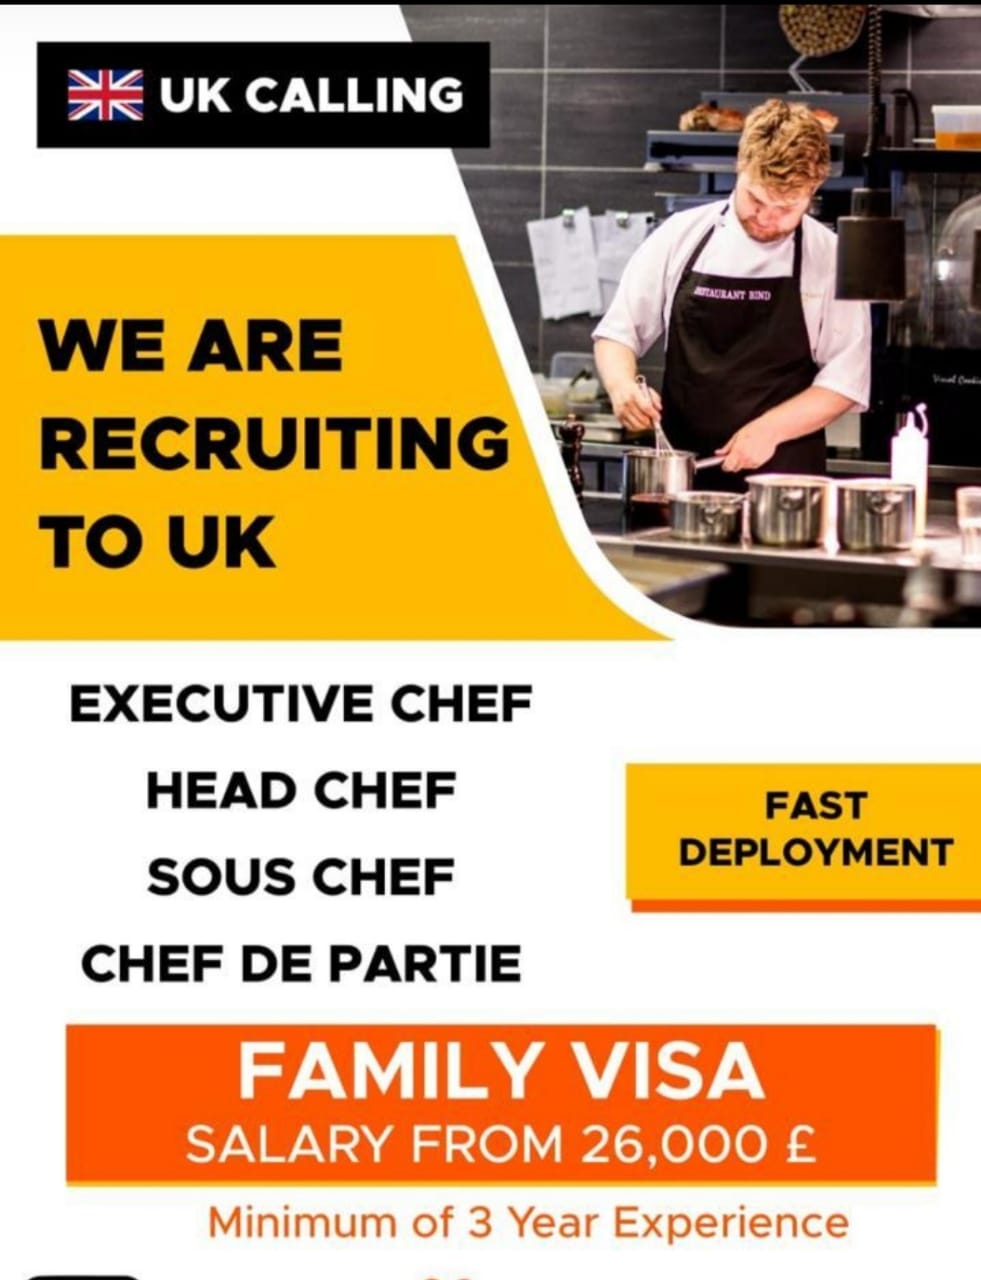 UK CALLING
WE ARE
RECRUITING
TO UK
RESTAURANT BIND
EXECUTIVE CHEF
HEAD CHEF
SOUS CHEF
CHEF DE PARTIE
FAST
DEPLOYMENT
FAMILY VISA
SALARY FROM 26,000 £
Minimum of 3 Year Experience